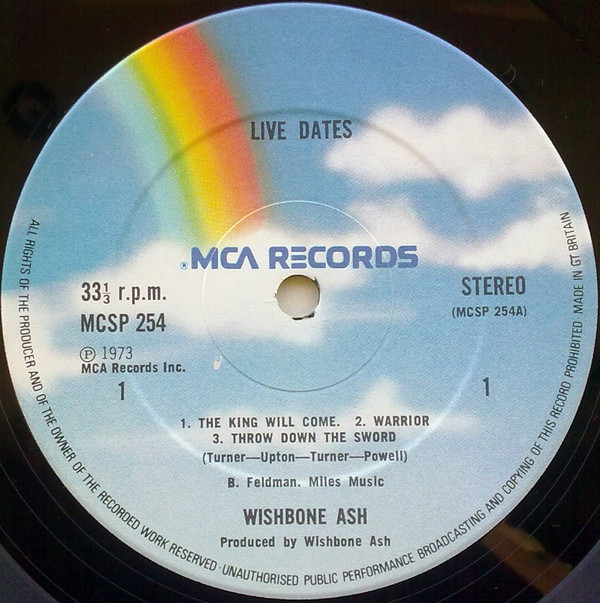 LIVE DATES
® MCA RECORDS
33⅓ r.p.m.
MCSP 254
STEREO
(MCSP 254A)
Ⓟ 1973
MCA Records Inc.
1
1
1. THE KING WILL COME. 2. WARRIOR
3. THROW DOWN THE SWORD
(Turner—Upton—Turner—Powell)
B. Feldman. Miles Music
WISHBONE ASH
Produced by Wishbone Ash
ALL RIGHTS OF THE PRODUCER AND OF THE OWNER OF THE RECORDED WORK RESERVED · UNAUTHORISED PUBLIC PERFORMANCE BROADCASTING AND COPYING OF THIS RECORD PROHIBITED MADE IN GT BRITAIN